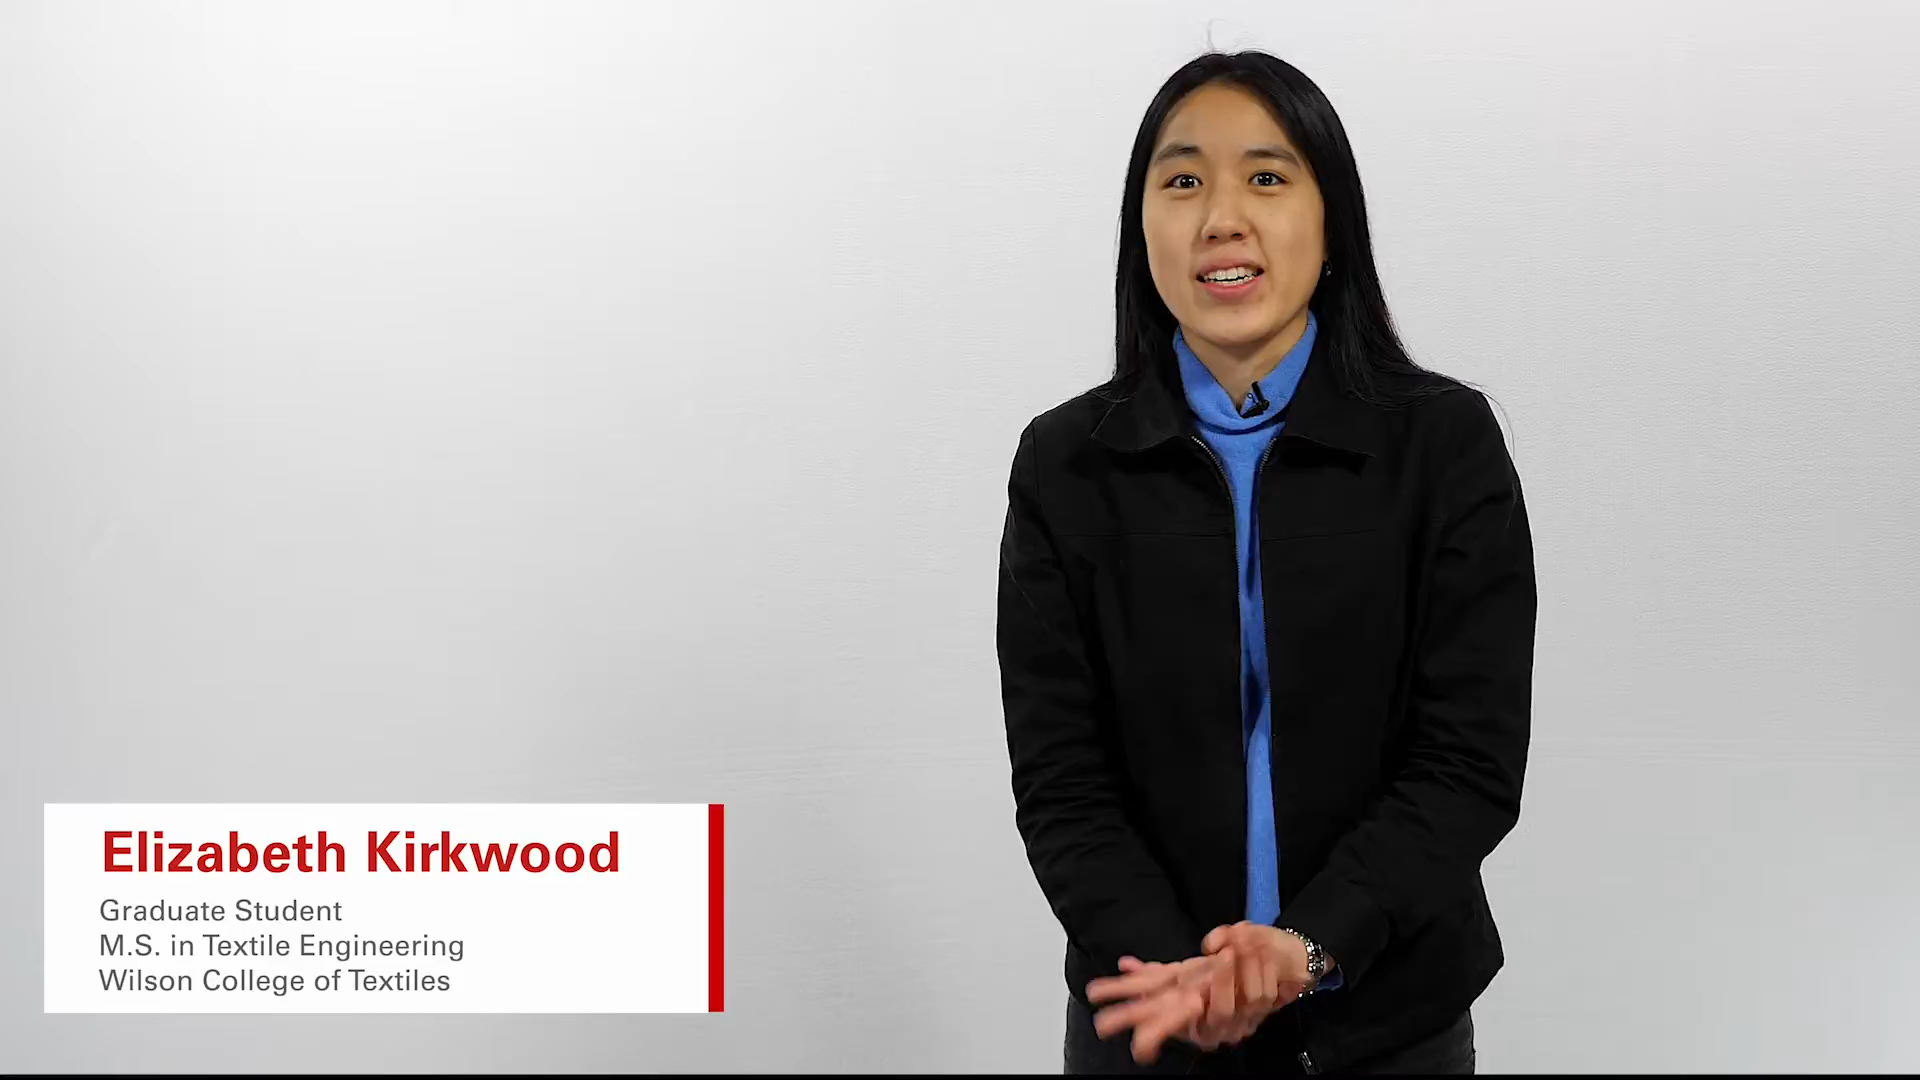 Elizabeth Kirkwood
Graduate Student
M.S. in Textile Engineering
Wilson College of Textiles